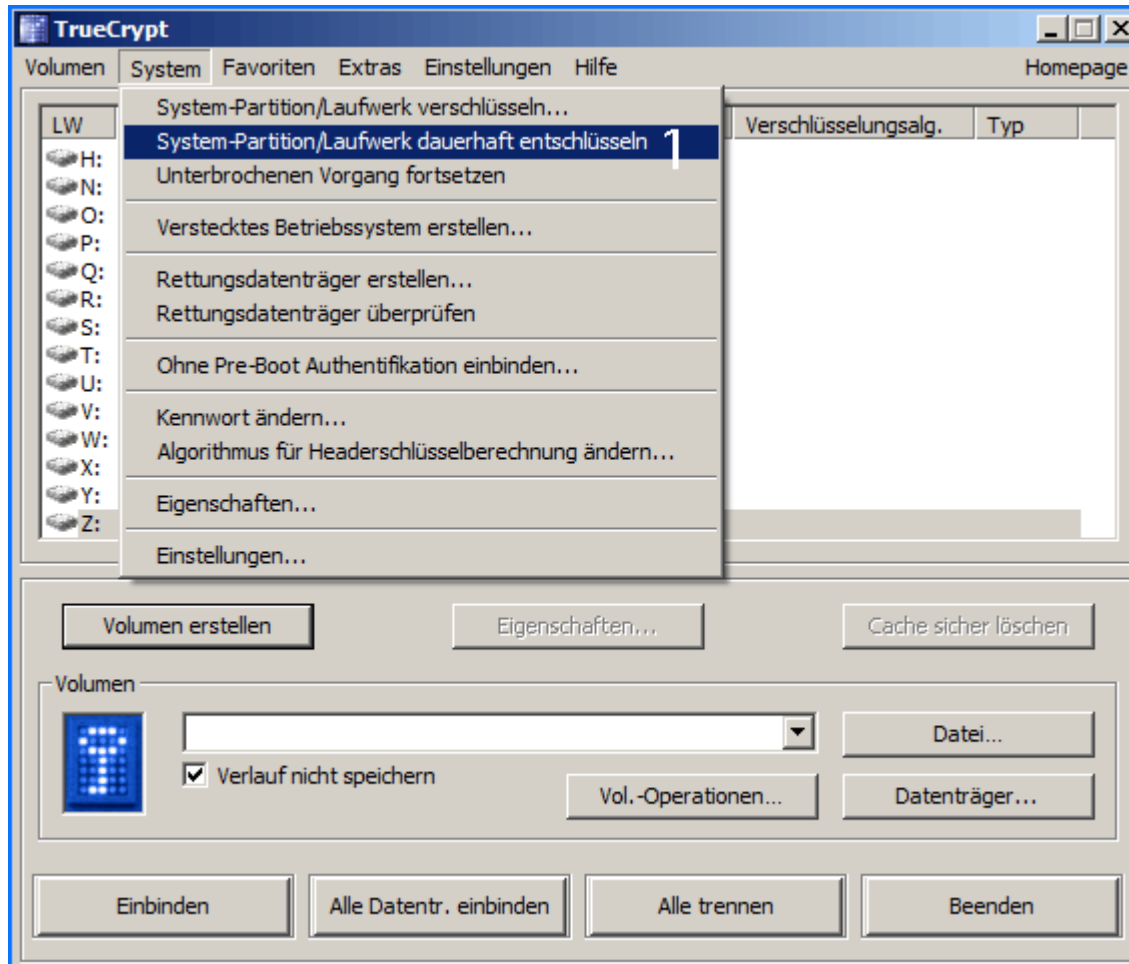 TrueCrypt
Volumen System Favoriten Extras Einstellungen Hilfe Homepage
System-Partition/Laufwerk verschlüsseln...
LW Verschlüsselungsalg. Typ
System-Partition/Laufwerk dauerhaft entschlüsseln 1
H:
Unterbrochenen Vorgang fortsetzen
N:
O:
Verstecktes Betriebssystem erstellen...
P:
Q:
Rettungsdatenträger erstellen...
R:
Rettungsdatenträger überprüfen
S:
T:
Ohne Pre-Boot Authentifikation einbinden...
U:
V:
Kennwort ändern...
W:
Algorithmus für Headerschlüsselberechnung ändern...
X:
Y:
Eigenschaften...
Z:
Einstellungen...
Volumen erstellen Eigenschaften... Cache sicher löschen
Volumen
Datei...
Verlauf nicht speichern
Vol.-Operationen... Datenträger...
Einbinden Alle Datentr. einbinden Alle trennen Beenden